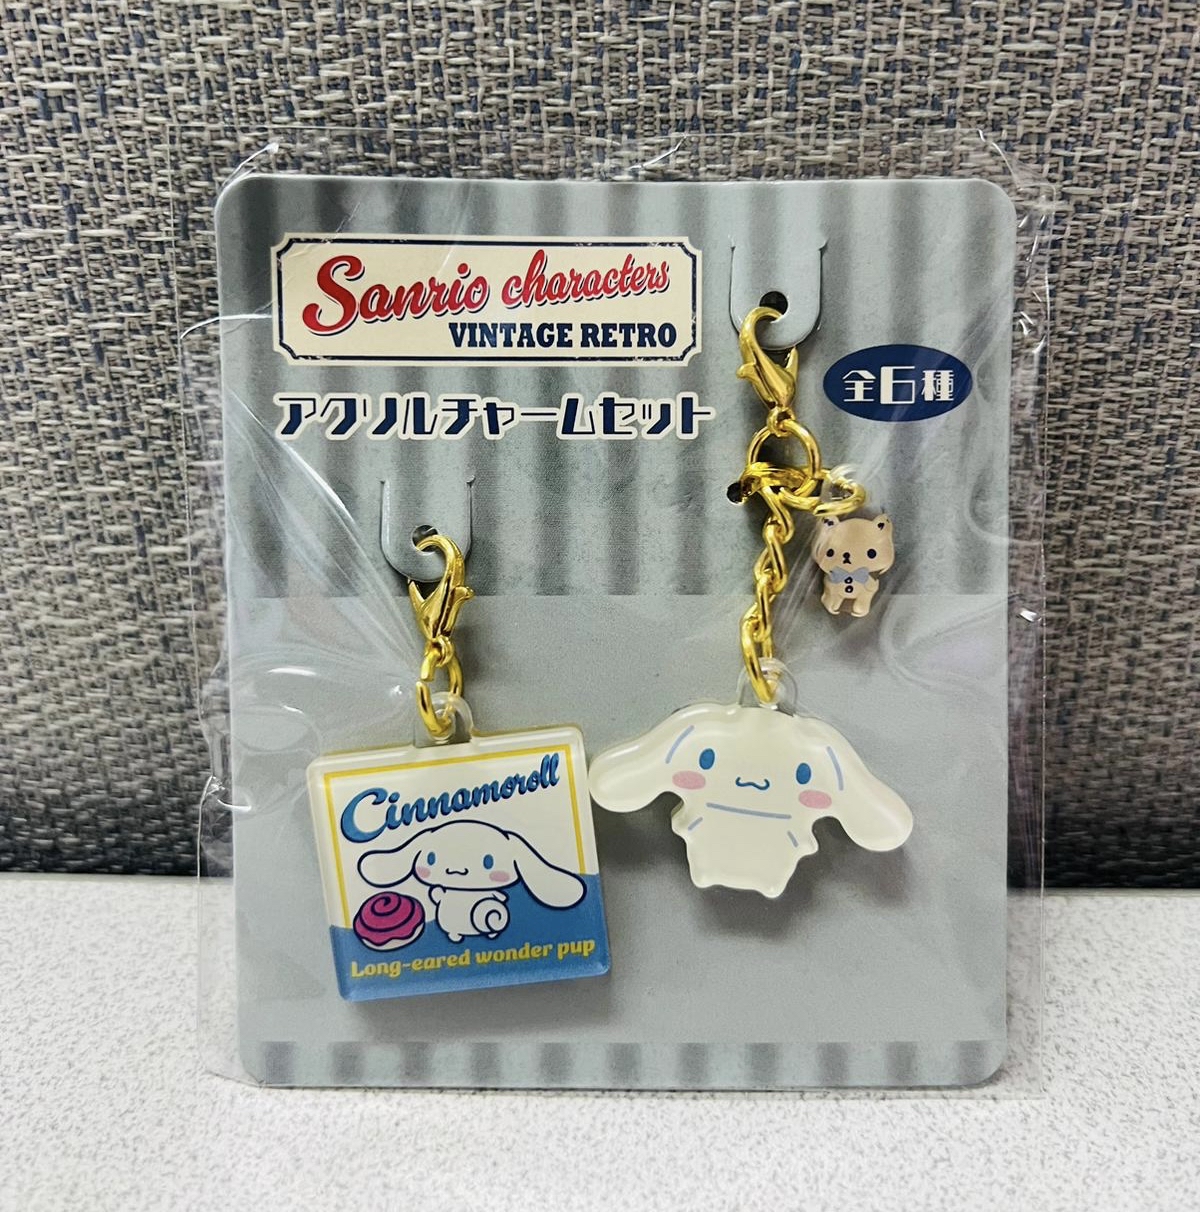 Sanrio characters
VINTAGE RETRO
アクリルチャームセット
全6種
Cinnamoroll
Long-eared wonder pup